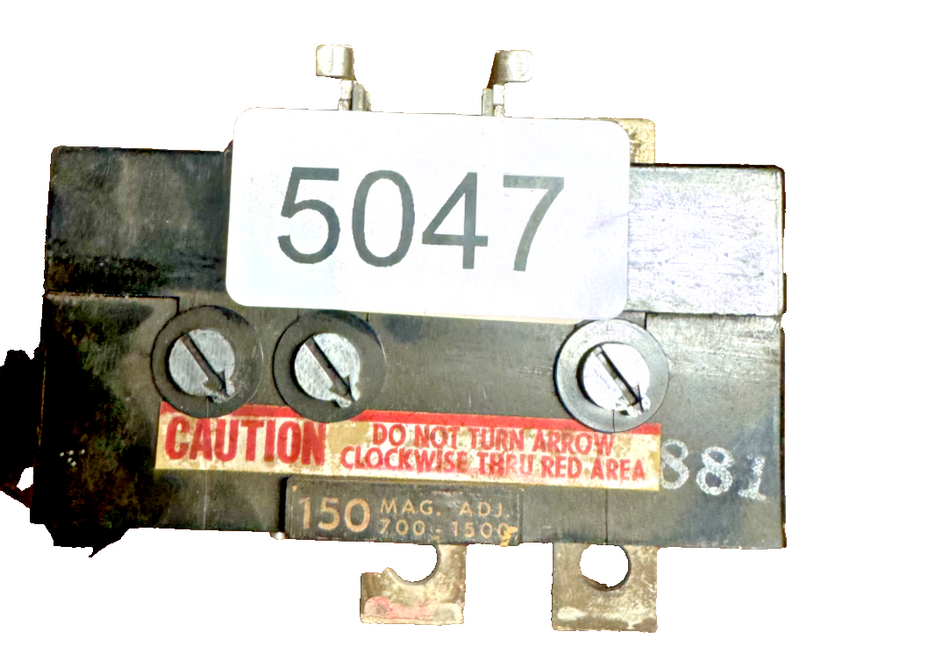 5047
CAUTION
DO NOT TURN ARROW
CLOCKWISE THRU RED AREA
881
150
MAG. ADJ.
700-1500